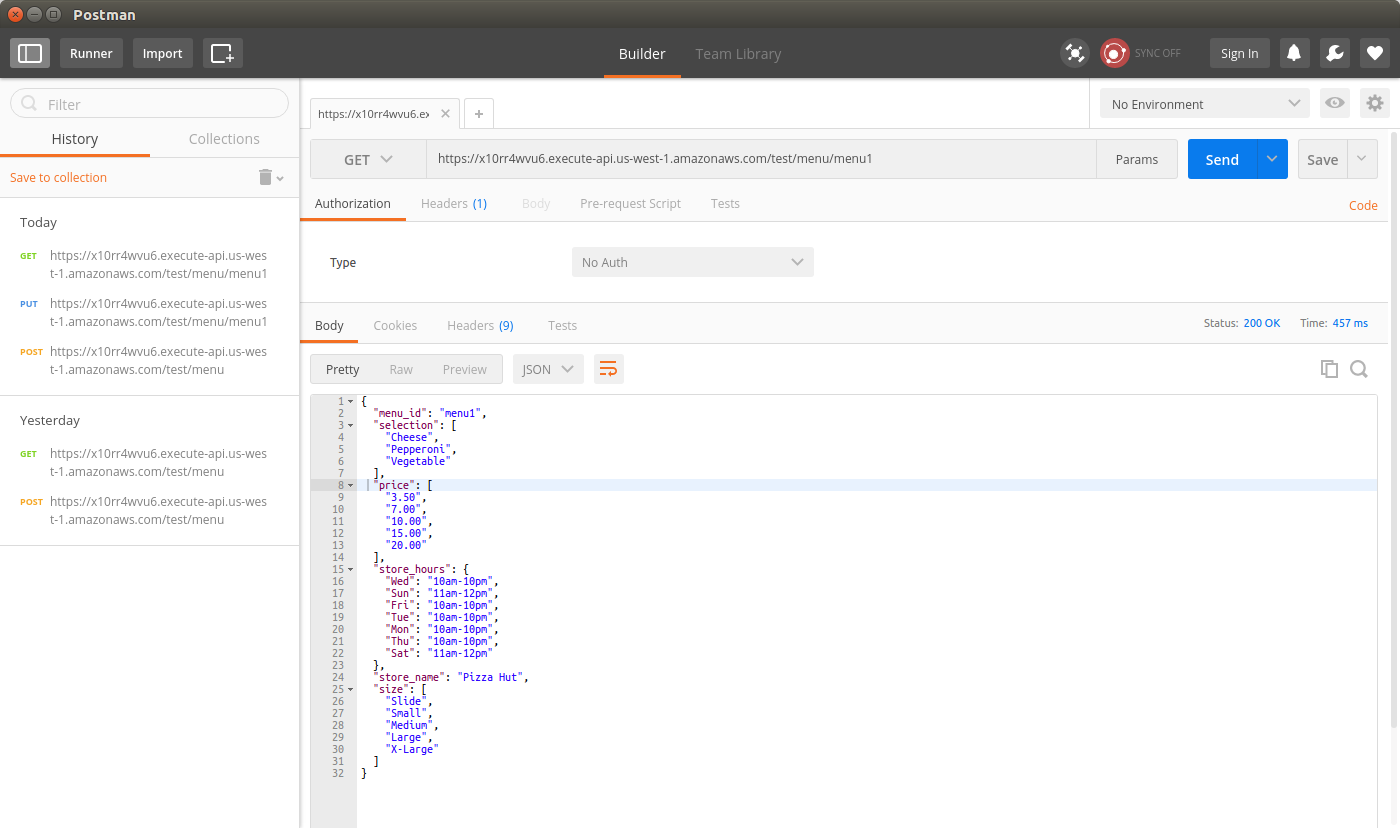 Postman
Runner
Import
Builder
Team Library
SYNC OFF
Sign In
Filter
History
Collections
Save to collection
Today
GET https://x10rr4wvu6.execute-api.us-wes
t-1.amazonaws.com/test/menu/menu1
PUT https://x10rr4wvu6.execute-api.us-wes
t-1.amazonaws.com/test/menu/menu1
POST https://x10rr4wvu6.execute-api.us-wes
t-1.amazonaws.com/test/menu
Yesterday
GET https://x10rr4wvu6.execute-api.us-wes
t-1.amazonaws.com/test/menu
POST https://x10rr4wvu6.execute-api.us-wes
t-1.amazonaws.com/test/menu
https://x10rr4wvu6.ex
No Environment
GET
https://x10rr4wvu6.execute-api.us-west-1.amazonaws.com/test/menu/menu1
Params
Send
Save
Authorization
Headers (1)
Body
Pre-request Script
Tests
Code
Type
No Auth
Body
Cookies
Headers (9)
Tests
Status: 200 OK
Time: 457 ms
Pretty
Raw
Preview
JSON
1 {
2 "menu_id": "menu1",
3 "selection": [
4 "Cheese",
5 "Pepperoni",
6 "Vegetable"
7 ],
8 "price": [
9 "3.50",
10 "7.00",
11 "10.00",
12 "15.00",
13 "20.00"
14 ],
15 "store_hours": {
16 "Wed": "10am-10pm",
17 "Sun": "11am-12pm",
18 "Fri": "10am-10pm",
19 "Tue": "10am-10pm",
20 "Mon": "10am-10pm",
21 "Thu": "10am-10pm",
22 "Sat": "11am-12pm"
23 },
24 "store_name": "Pizza Hut",
25 "size": [
26 "Slide",
27 "Small",
28 "Medium",
29 "Large",
30 "X-Large"
31 ]
32 }